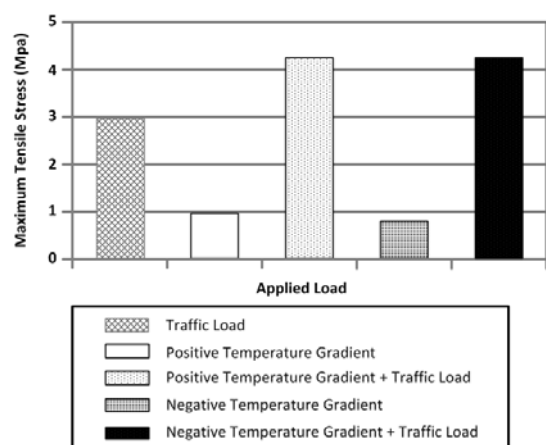 Maximum Tensile Stress (Mpa)
5
4
3
2
1
0
Applied Load
Traffic Load
Positive Temperature Gradient
Positive Temperature Gradient + Traffic Load
Negative Temperature Gradient
Negative Temperature Gradient + Traffic Load